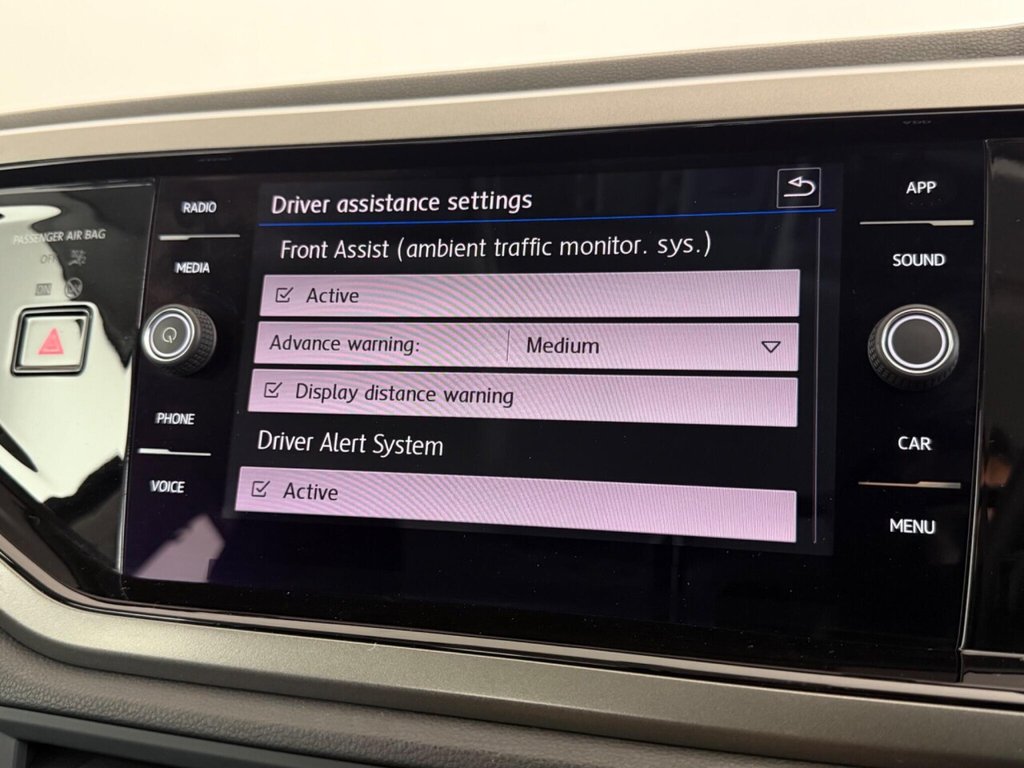 RADIO
MEDIA
PHONE
VOICE
PASSENGER AIR BAG
OFF
Driver assistance settings
Front Assist (ambient traffic monitor. sys.)
Active
Advance warning: Medium
Display distance warning
Driver Alert System
Active
APP
SOUND
CAR
MENU